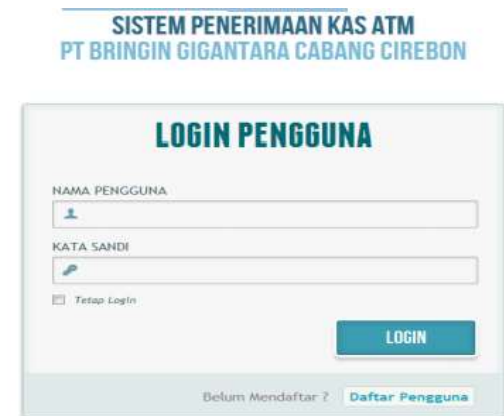 SISTEM PENERIMAAN KAS ATM
PT BRINGIN GIGANTARA CABANG CIREBON
LOGIN PENGGUNA
NAMA PENGGUNA
KATA SANDI
Tetap Login
LOGIN
Belum Mendaftar ? Daftar Pengguna